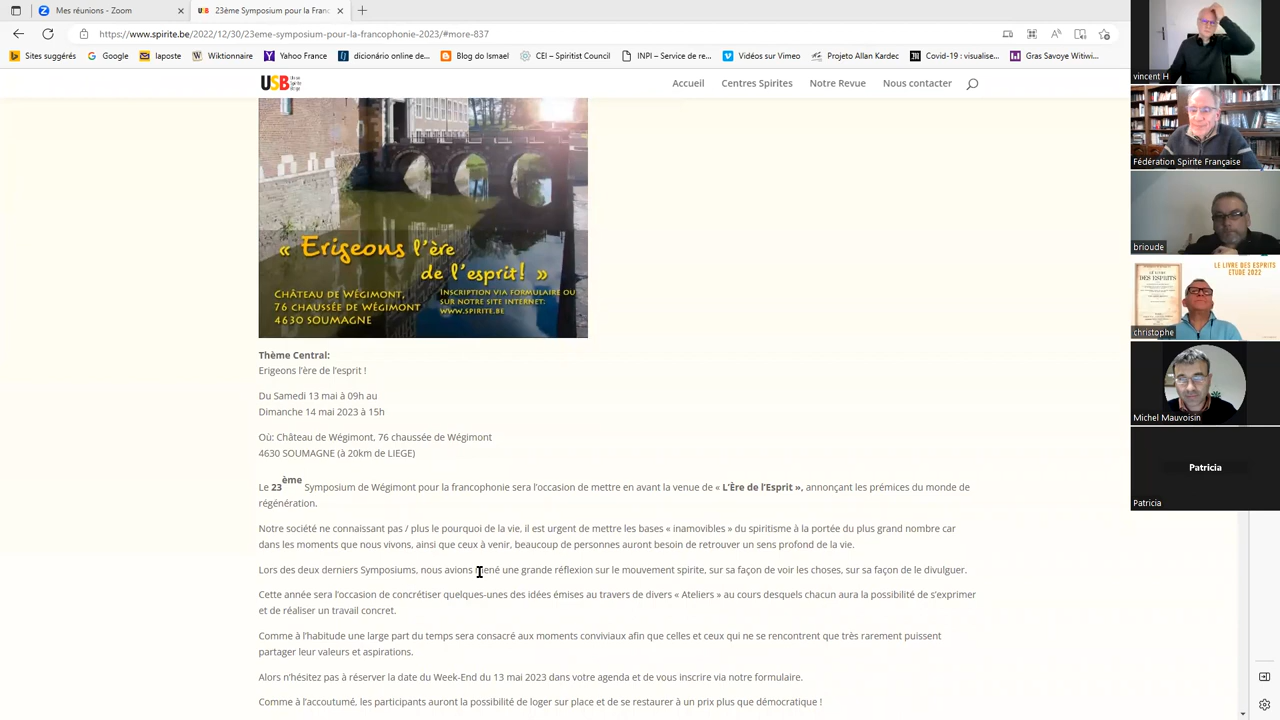 Mes réunions - Zoom
23ème Symposium pour la Franc
https://www.spirite.be/2022/12/30/23eme-symposium-pour-la-francophonie-2023/#more-837
Sites suggérés
Google
laposte
Wiktionnaire
Yahoo France
dicionário online de...
Blog do Ismael
CEI – Spiritist Council
INPI – Service de re...
Vidéos sur Vimeo
Projeto Allan Kardec
Covid-19 : visualise...
Gras Savoye Witiwi...
USB
Accueil
Centres Spirites
Notre Revue
Nous contacter
« Erigeons l'ère
de l'esprit! »
Château de Wégimont,
76 chaussée de Wégimont
4630 Soumagne
Inscription via formulaire ou
sur notre site internet:
www.spirite.be
Thème Central:
Erigeons l'ère de l'esprit !
Du Samedi 13 mai à 09h au
Dimanche 14 mai 2023 à 15h
Où: Château de Wégimont, 76 chaussée de Wégimont
4630 SOUMAGNE (à 20km de LIEGE)
Le 23ème Symposium de Wégimont pour la francophonie sera l'occasion de mettre en avant la venue de « L'Ère de l'Esprit », annonçant les prémices du monde de
régénération.
Notre société ne connaissant pas / plus le pourquoi de la vie, il est urgent de mettre les bases « inamovibles » du spiritisme à la portée du plus grand nombre car
dans les moments que nous vivons, ainsi que ceux à venir, beaucoup de personnes auront besoin de retrouver un sens profond de la vie.
Lors des deux derniers Symposiums, nous avions mené une grande réflexion sur le mouvement spirite, sur sa façon de voir les choses, sur sa façon de le divulguer.
Cette année sera l'occasion de concrétiser quelques-unes des idées émises au travers de divers « Ateliers » au cours desquels chacun aura la possibilité de s'exprimer
et de réaliser un travail concret.
Comme à l'habitude une large part du temps sera consacré aux moments conviviaux afin que celles et ceux qui ne se rencontrent que très rarement puissent
partager leur valeurs et aspirations.
Alors n'hésitez pas à réserver la date du Week-End du 13 mai 2023 dans votre agenda et de vous inscrire via notre formulaire.
Comme à l'accoutumé, les participants auront la possibilité de loger sur place et de se restaurer à un prix plus que démocratique !
vincent H
Fédération Spirite Française
brioude
LE LIVRE DES ESPRITS
ETUDE 2022
DES ESPRITS
christophe
Michel Mauvoisin
Patricia
Patricia